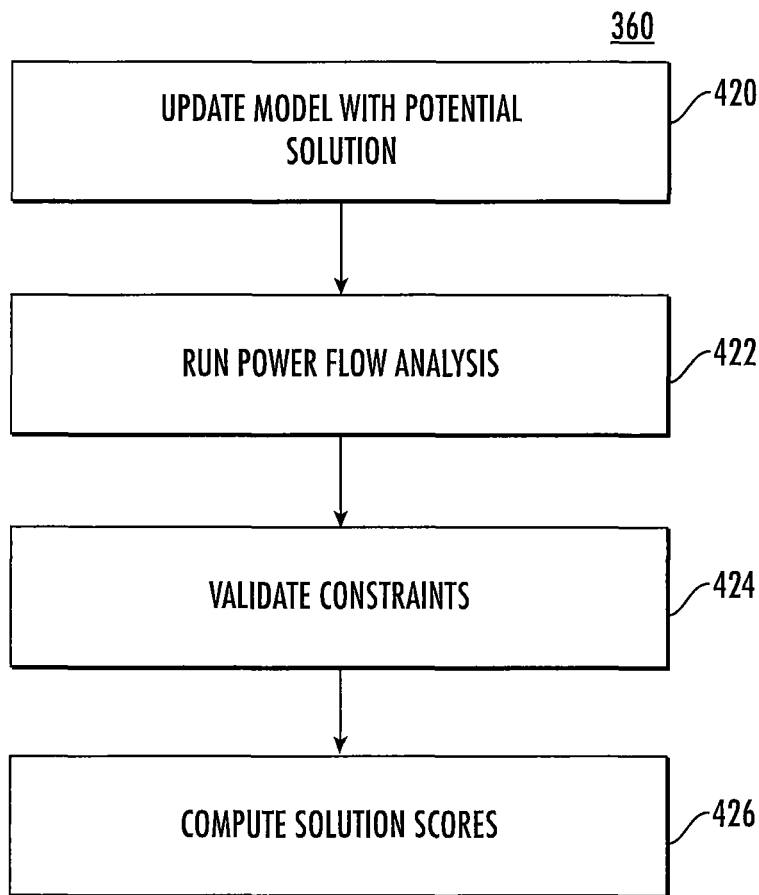 360
UPDATE MODEL WITH POTENTIAL
SOLUTION
420
RUN POWER FLOW ANALYSIS
422
VALIDATE CONSTRAINTS
424
COMPUTE SOLUTION SCORES
426